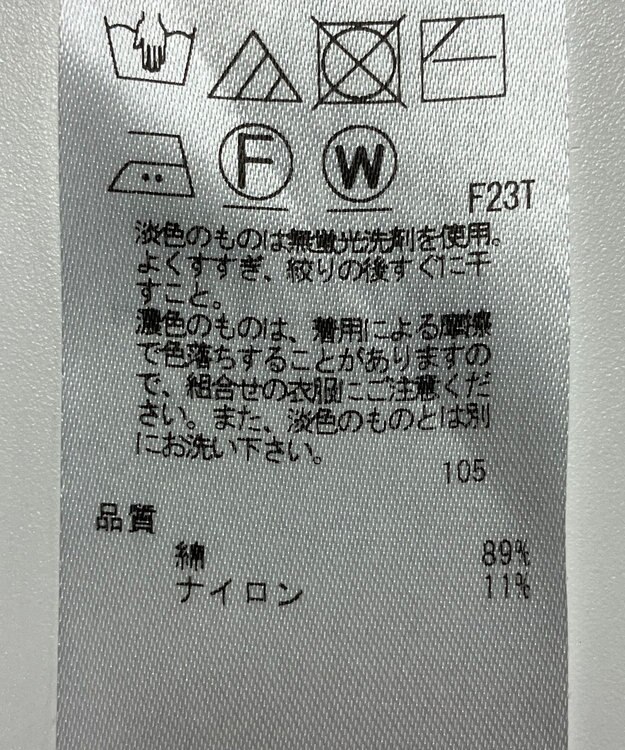 F W
F23T
淡色のものは無蛍光洗剤を使用。
よくすすぎ、絞りの後すぐに干
すこと。
濃色のものは、着用による摩擦
で色落ちすることがありますの
で、組合せの衣服にご注意くだ
さい。また、淡色のものとは別
にお洗い下さい。
105
品質
綿 89%
ナイロン 11%